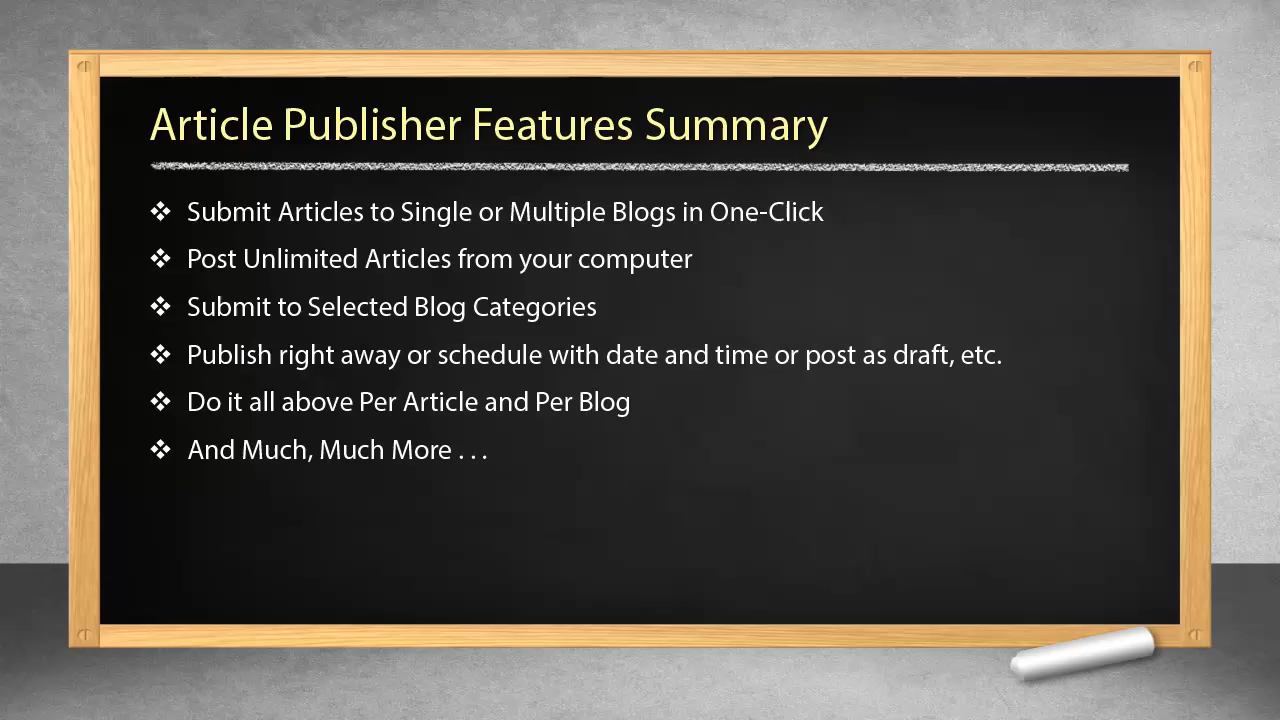 Article Publisher Features Summary
❖ Submit Articles to Single or Multiple Blogs in One-Click
❖ Post Unlimited Articles from your computer
❖ Submit to Selected Blog Categories
❖ Publish right away or schedule with date and time or post as draft, etc.
❖ Do it all above Per Article and Per Blog
❖ And Much, Much More . . .